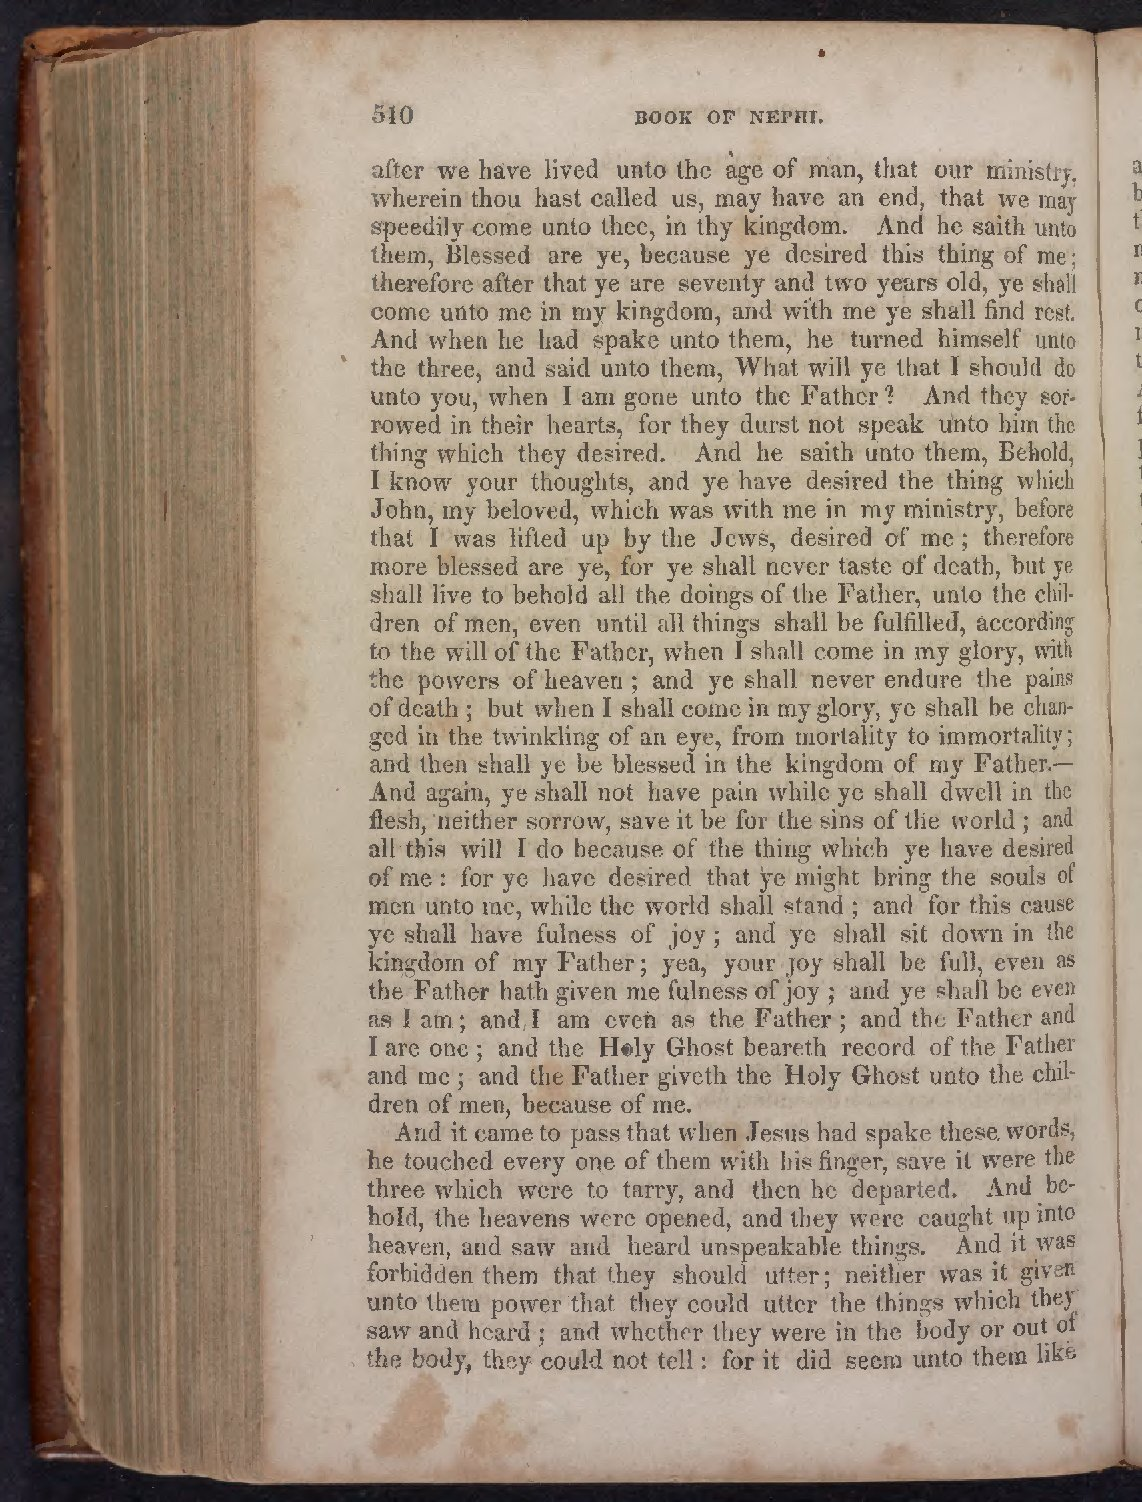 510 BOOK OF NEPHI.
after we have lived unto the age of man, that our ministry,
wherein thou hast called us, may have an end, that we may
speedily come unto thee, in thy kingdom. And he saith unto
them, Blessed are ye, because ye desired this thing of me;
therefore after that ye are seventy and two years old, ye shall
come unto me in my kingdom, and with me ye shall find rest.
And when he had spake unto them, he turned himself unto
the three, and said unto them, What will ye that I should do
unto you, when I am gone unto the Father? And they sor-
rowed in their hearts, for they durst not speak unto him the
thing which they desired. And he saith unto them, Behold,
I know your thoughts, and ye have desired the thing which
John, my beloved, which was with me in my ministry, before
that I was lifted up by the Jews, desired of me; therefore
more blessed are ye, for ye shall never taste of death, but ye
shall live to behold all the doings of the Father, unto the chil-
dren of men, even until all things shall be fulfilled, according
to the will of the Father, when I shall come in my glory, with
the powers of heaven; and ye shall never endure the pains
of death; but when I shall come in my glory, ye shall be chan-
ged in the twinkling of an eye, from mortality to immortality;
and then shall ye be blessed in the kingdom of my Father.—
And again, ye shall not have pain while ye shall dwell in the
flesh, neither sorrow, save it be for the sins of the world; and
all this will I do because of the thing which ye have desired
of me: for ye have desired that ye might bring the souls of
men unto me, while the world shall stand; and for this cause
ye shall have fulness of joy; and ye shall sit down in the
kingdom of my Father; yea, your joy shall be full, even as
the Father hath given me fulness of joy; and ye shall be even
as I am; and I am even as the Father; and the Father and
I are one; and the Holy Ghost beareth record of the Father
and me; and the Father giveth the Holy Ghost unto the chil-
dren of men, because of me.
And it came to pass that when Jesus had spake these words,
he touched every one of them with his finger, save it were the
three which were to tarry, and then he departed. And be-
hold, the heavens were opened, and they were caught up into
heaven, and saw and heard unspeakable things. And it was
forbidden them that they should utter; neither was it given
unto them power that they could utter the things which they
saw and heard; and whether they were in the body or out of
the body, they could not tell: for it did seem unto them like